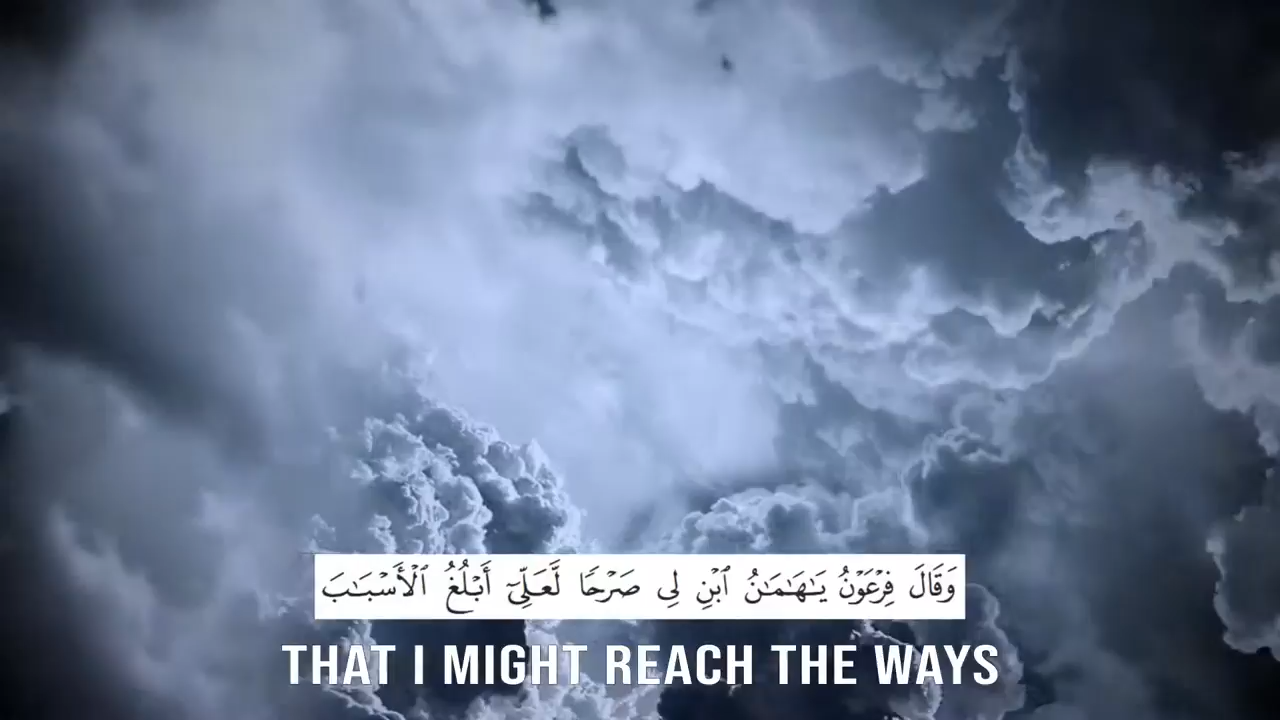 وَقَالَ فِرْعَوْنُ يَـٰهَـٰمَـٰنُ ٱبْنِ لِى صَرْحًا لَّعَلِّىٓ أَبْلُغُ ٱلْأَسْبَـٰبَ
THAT I MIGHT REACH THE WAYS